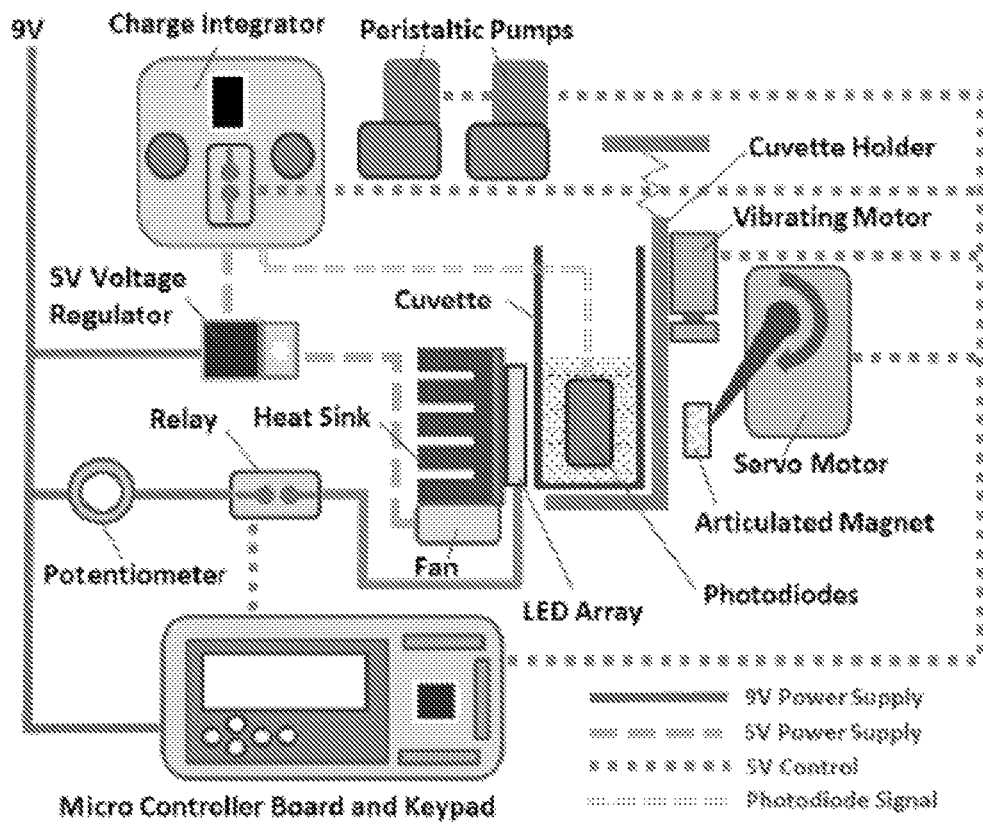 9V
Charge Integrator
Peristaltic Pumps
Cuvette Holder
Vibrating Motor
5V Voltage
Regulator
Cuvette
Relay
Heat Sink
Servo Motor
Articulated Magnet
Potentiometer
Fan
LED Array
Photodiodes
9V Power Supply
5V Power Supply
5V Control
Photodiode Signal
Micro Controller Board and Keypad